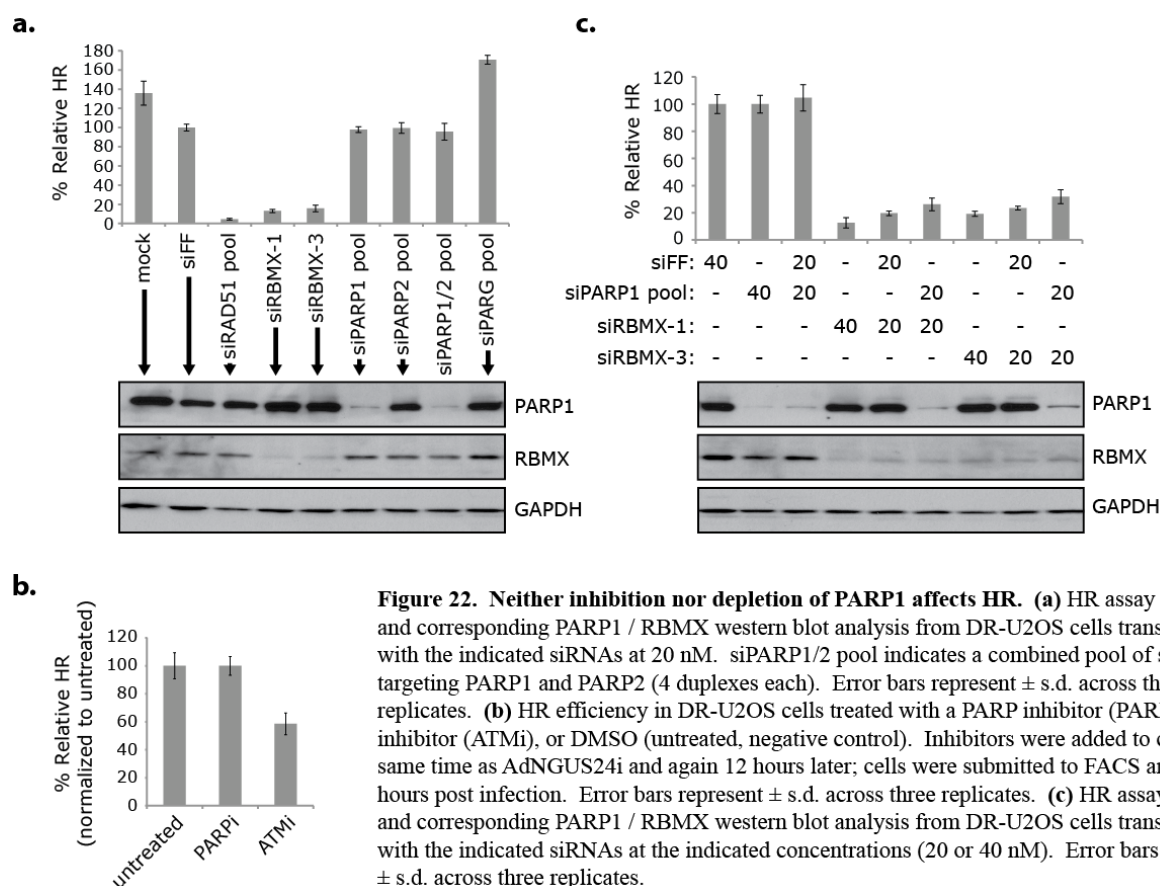 a.
% Relative HR
180
160
140
120
100
80
60
40
20
0
mock
siFF
siRAD51 pool
siRBMX-1
siRBMX-3
siPARP1 pool
siPARP2 pool
siPARP1/2 pool
siPARG pool
PARP1
RBMX
GAPDH
c.
% Relative HR
120
100
80
60
40
20
0
siFF: 40 - 20 - 20 - - 20 -
siPARP1 pool: - 40 20 - - 20 - - 20
siRBMX-1: - - - 40 20 20 - - -
siRBMX-3: - - - - - - 40 20 20
PARP1
RBMX
GAPDH
b.
% Relative HR
(normalized to untreated)
120
100
80
60
40
20
0
untreated
PARPi
ATMi
Figure 22. Neither inhibition nor depletion of PARP1 affects HR. (a) HR assay
and corresponding PARP1 / RBMX western blot analysis from DR-U2OS cells trans
with the indicated siRNAs at 20 nM. siPARP1/2 pool indicates a combined pool of s
targeting PARP1 and PARP2 (4 duplexes each). Error bars represent ± s.d. across th
replicates. (b) HR efficiency in DR-U2OS cells treated with a PARP inhibitor (PAR
inhibitor (ATMi), or DMSO (untreated, negative control). Inhibitors were added to c
same time as AdNGUS24i and again 12 hours later; cells were submitted to FACS an
hours post infection. Error bars represent ± s.d. across three replicates. (c) HR assay
and corresponding PARP1 / RBMX western blot analysis from DR-U2OS cells trans
with the indicated siRNAs at the indicated concentrations (20 or 40 nM). Error bars
± s.d. across three replicates.